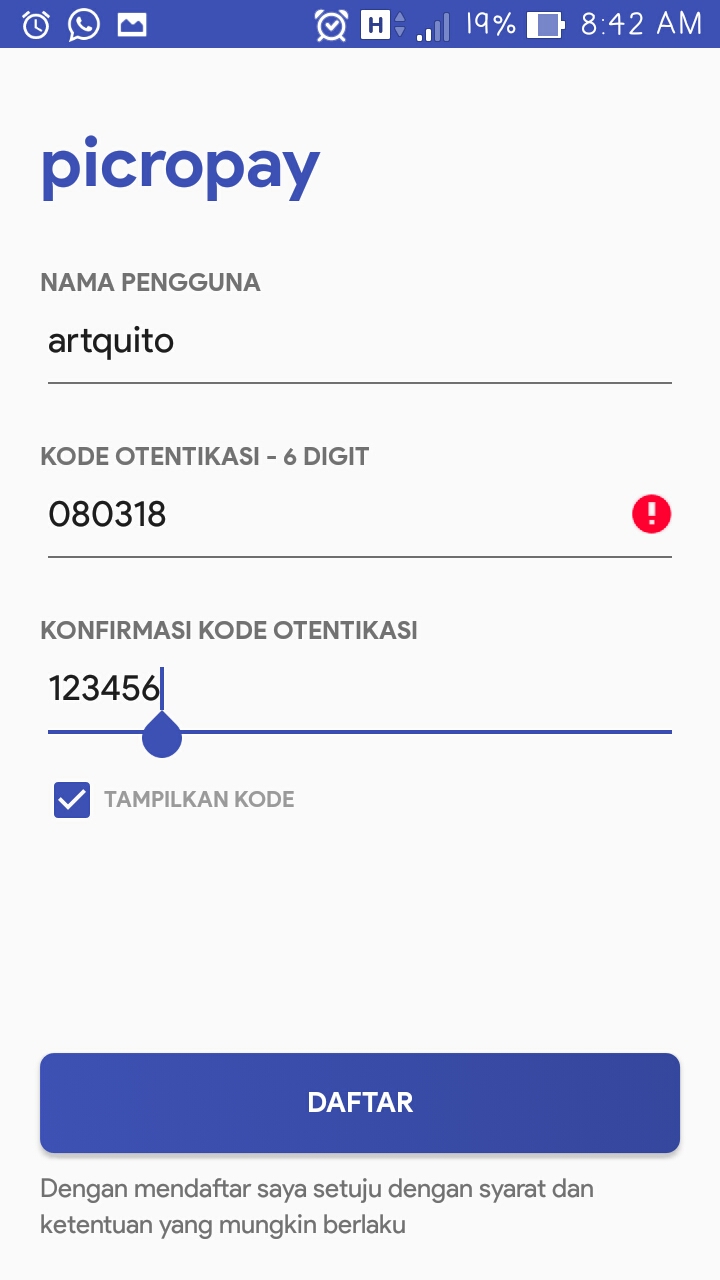 H 19% 8:42 AM
picropay
NAMA PENGGUNA
artquito
KODE OTENTIKASI - 6 DIGIT
080318
KONFIRMASI KODE OTENTIKASI
123456
TAMPILKAN KODE
DAFTAR
Dengan mendaftar saya setuju dengan syarat dan
ketentuan yang mungkin berlaku